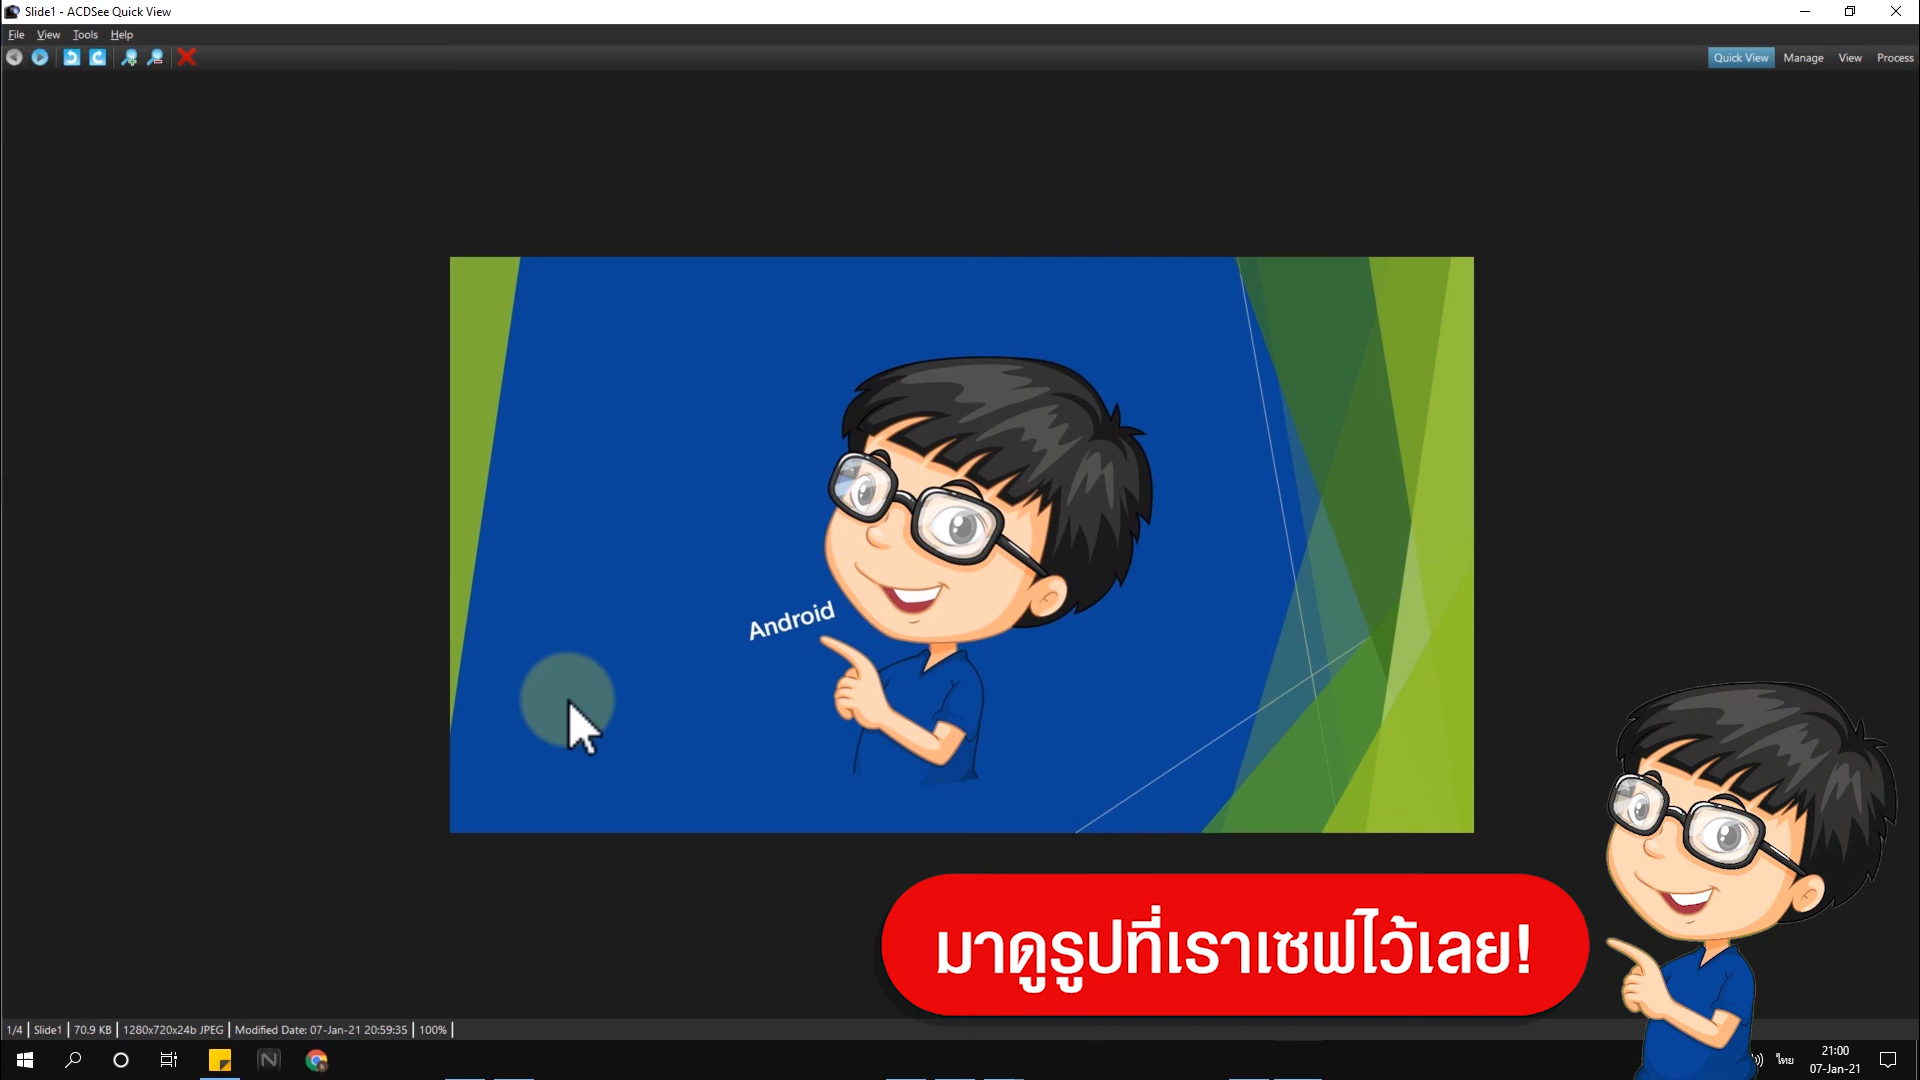 Slide1 - ACDSee Quick View
File View Tools Help
Quick View Manage View Process
Android
มาดูรูปที่เราเซฟไว้เลย!
1/4 Slide1 70.9 KB 1280x720x24b JPEG Modified Date: 07-Jan-21 20:59:35 100%
ไทย
21:00
07-Jan-21